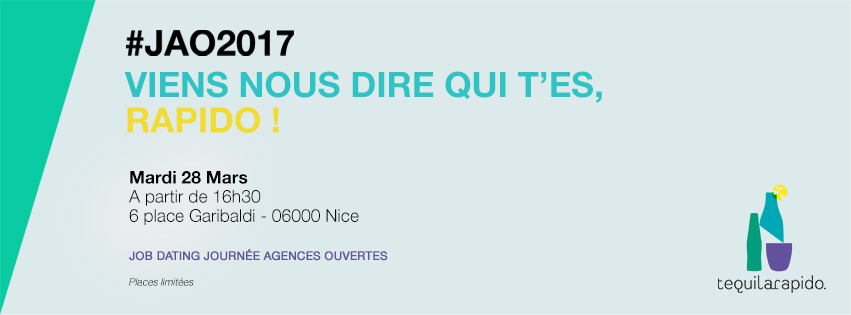 #JAO2017
VIENS NOUS DIRE QUI T'ES,
RAPIDO !
Mardi 28 Mars
A partir de 16h30
6 place Garibaldi - 06000 Nice
JOB DATING JOURNÉE AGENCES OUVERTES
Places limitées
tequilarapido.